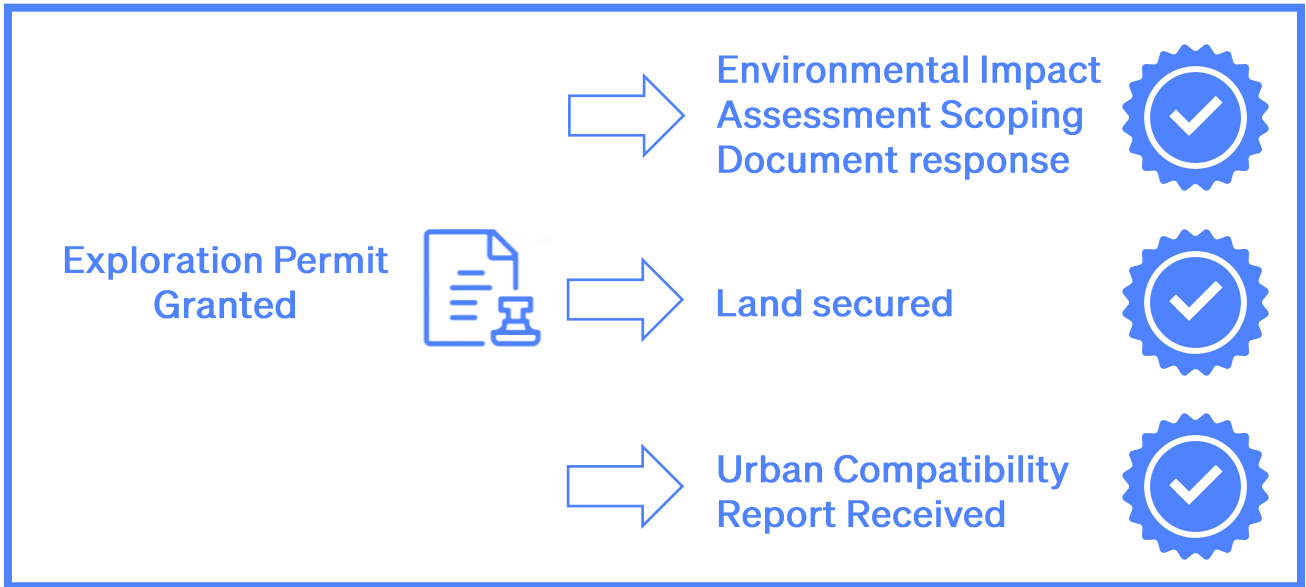 Environmental Impact
Assessment Scoping
Document response
Exploration Permit
Granted
Land secured
Urban Compatibility
Report Received